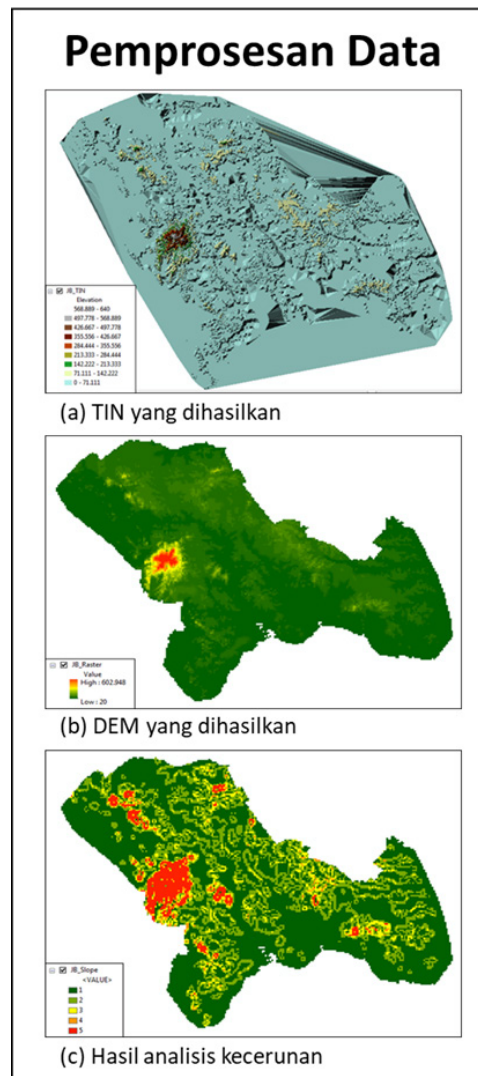 Pemprosesan Data
JB_TIN
Elevation
568.889 - 640
497.778 - 568.889
426.667 - 497.778
355.556 - 426.667
284.444 - 355.556
213.333 - 284.444
142.222 - 213.333
71.111 - 142.222
0 - 71.111
(a) TIN yang dihasilkan
JB_Raster
Value
High : 602.948
Low : 20
(b) DEM yang dihasilkan
JB_Slope
<VALUE>
1
2
3
4
5
(c) Hasil analisis kecerunan